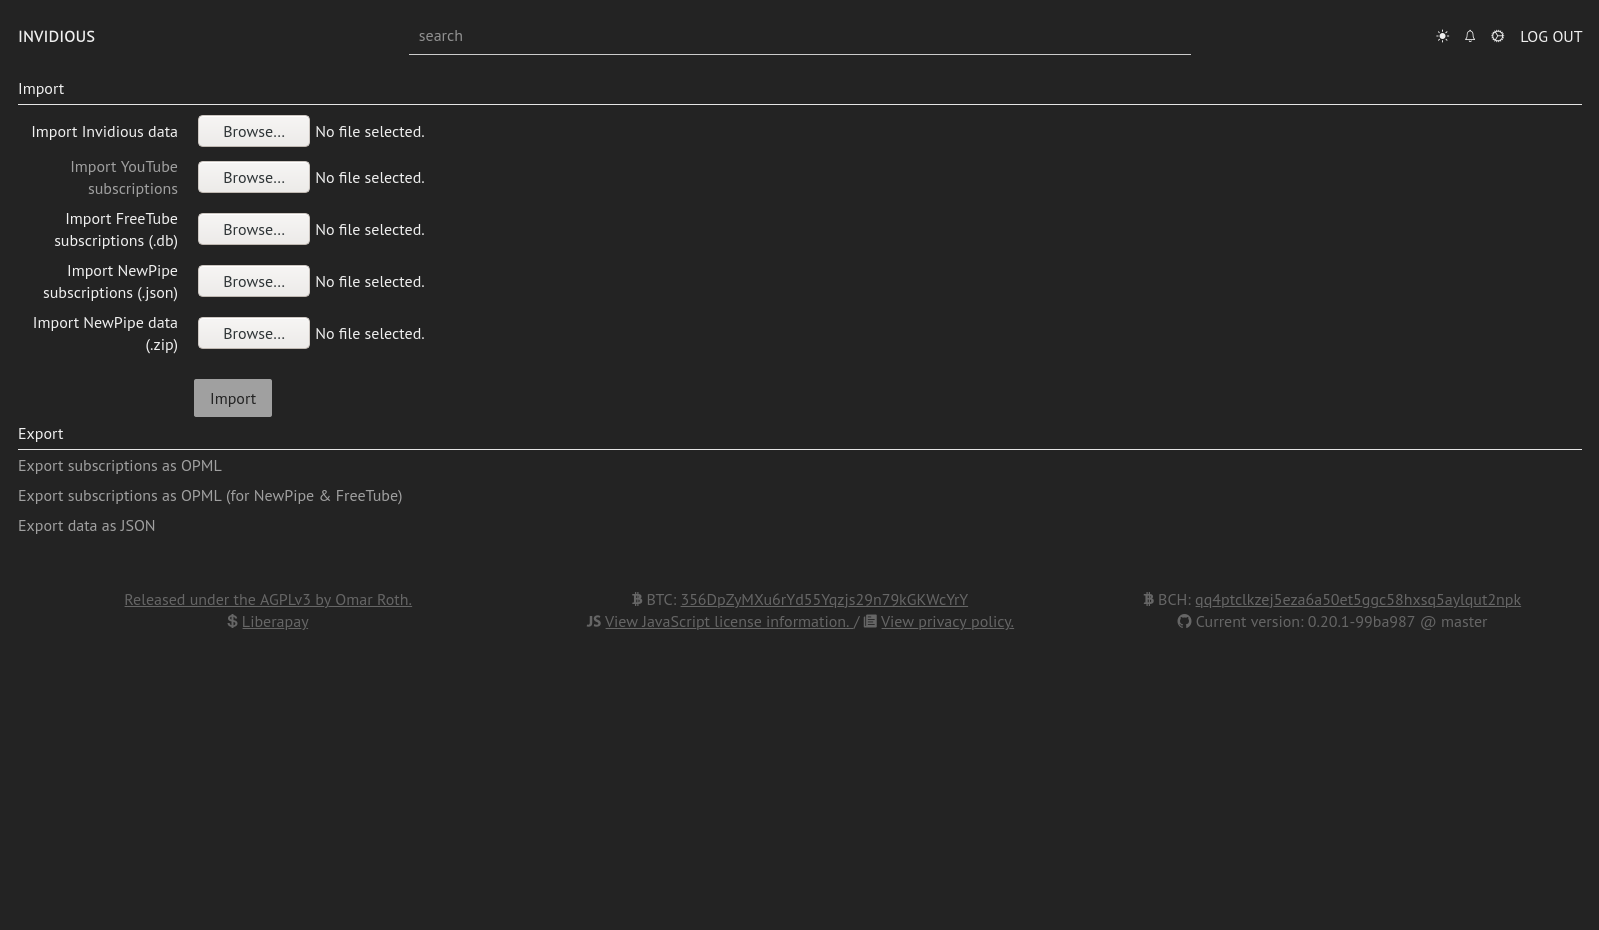 INVIDIOUS
search
LOG OUT
Import
Import Invidious data
Browse...
No file selected.
Import YouTube
subscriptions
Browse...
No file selected.
Import FreeTube
subscriptions (.db)
Browse...
No file selected.
Import NewPipe
subscriptions (.json)
Browse...
No file selected.
Import NewPipe data
(.zip)
Browse...
No file selected.
Import
Export
Export subscriptions as OPML
Export subscriptions as OPML (for NewPipe & FreeTube)
Export data as JSON
Released under the AGPLv3 by Omar Roth.
Liberapay
BTC: 356DpZyMXu6rYd55Yqzjs29n79kGKWcYrY
JS View JavaScript license information. / View privacy policy.
BCH: qq4ptclkzej5eza6a50et5ggc58hxsq5aylqut2npk
Current version: 0.20.1-99ba987 @ master